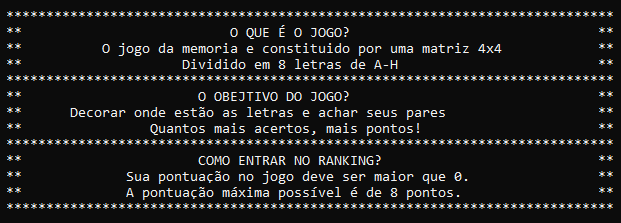 ****************************************************************************
** O QUE É O JOGO? **
** O jogo da memoria e constituido por uma matriz 4x4
** Dividido em 8 letras de A-H **
****************************************************************************
** O OBEJTIVO DO JOGO? **
** Decorar onde estão as letras e achar seus pares **
** Quantos mais acertos, mais pontos! **
****************************************************************************
** COMO ENTRAR NO RANKING? **
** Sua pontuação no jogo deve ser maior que 0. **
** A pontuação máxima possível é de 8 pontos. **
****************************************************************************